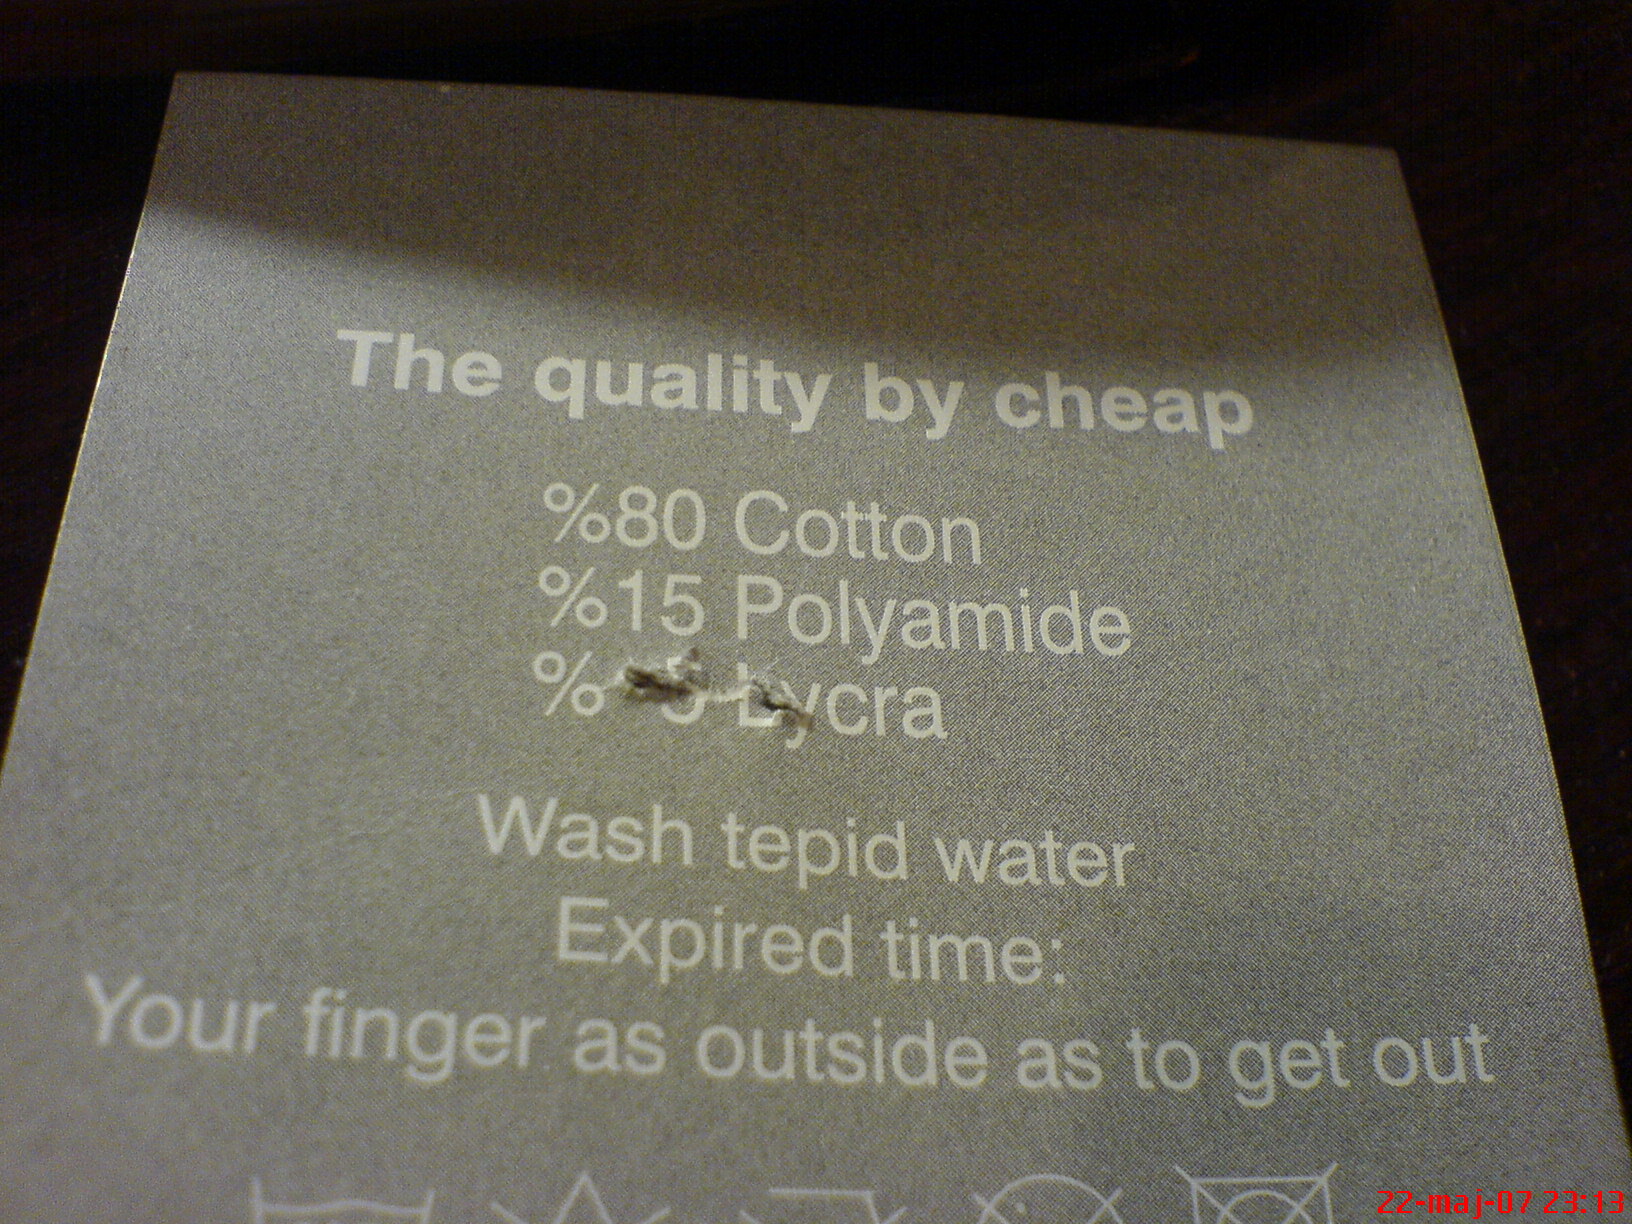 The quality by cheap
%80 Cotton
%15 Polyamide
% 5 Lycra
Wash tepid water
Expired time:
Your finger as outside as to get out
22-maj-07 23:13